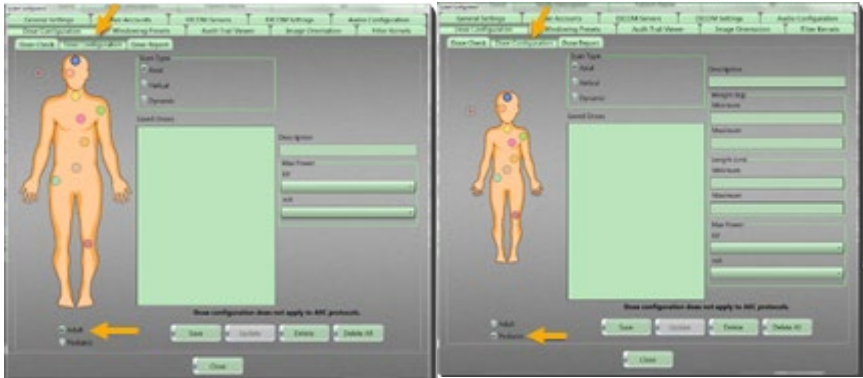 General Settings
User Accounts
DICOM Servers
DICOM Settings
Audio Configuration
Dose Configuration
Windowing Presets
Audit Trail Viewer
Image Orientation
Filter Kernels
Dose Check
Dose Configuration
Dose Report
Scan Type
Axial
Helical
Dynamic
Saved Doses
Description
Max Power
kV
mA
Dose configuration does not apply to AEC protocols.
Adult
Pediatric
Save
Update
Delete
Delete All
Close
General Settings
User Accounts
DICOM Servers
DICOM Settings
Audio Configuration
Dose Configuration
Windowing Presets
Audit Trail Viewer
Image Orientation
Filter Kernels
Dose Check
Dose Configuration
Dose Report
Scan Type
Axial
Helical
Dynamic
Saved Doses
Description
Weight (kg)
Minimum
Maximum
Length (cm)
Minimum
Maximum
Max Power
kV
mA
Dose configuration does not apply to AEC protocols.
Adult
Pediatric
Save
Update
Delete
Delete All
Close